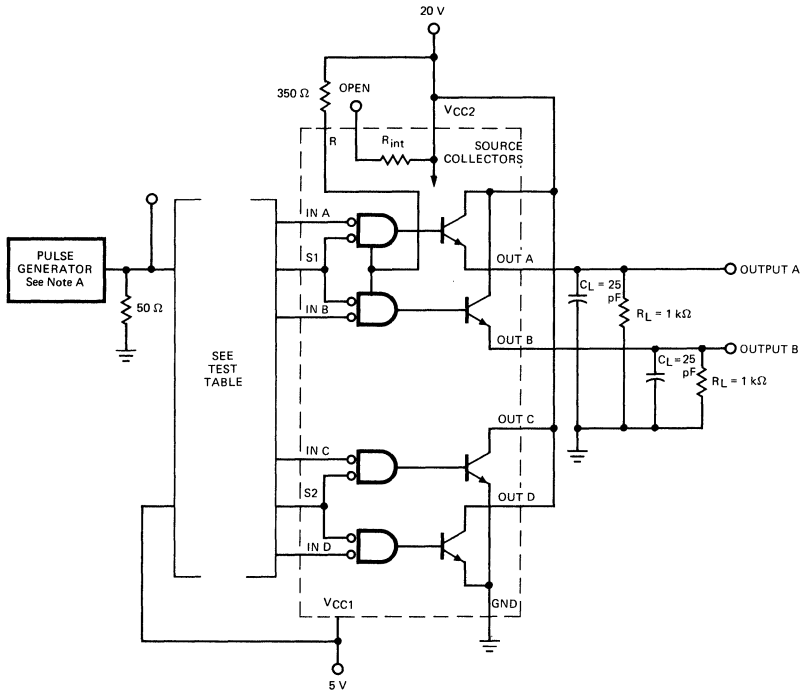 20 V
350 Ω
OPEN
VCC2
R
Rint
SOURCE
COLLECTORS
IN A
S1
OUT A
OUTPUT A
PULSE
GENERATOR
See Note A
50 Ω
CL = 25
pF
RL = 1 kΩ
IN B
OUT B
OUTPUT B
CL = 25
pF
RL = 1 kΩ
SEE
TEST
TABLE
OUT C
IN C
S2
OUT D
IN D
VCC1
GND
5 V